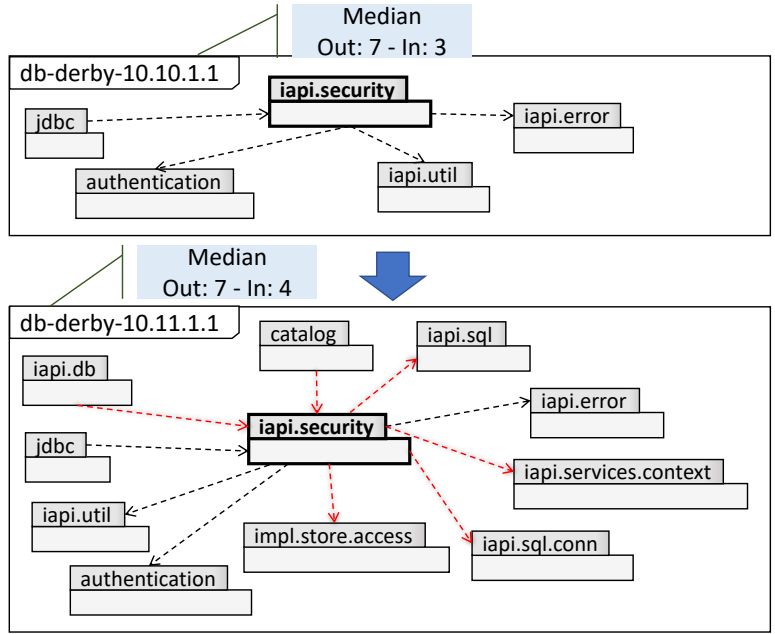 Median
Out: 7 - In: 3
db-derby-10.10.1.1
iapi.security
jdbc
iapi.error
authentication
iapi.util
Median
Out: 7 - In: 4
db-derby-10.11.1.1
catalog
iapi.sql
iapi.db
iapi.error
iapi.security
jdbc
iapi.services.context
iapi.util
impl.store.access
iapi.sql.conn
authentication